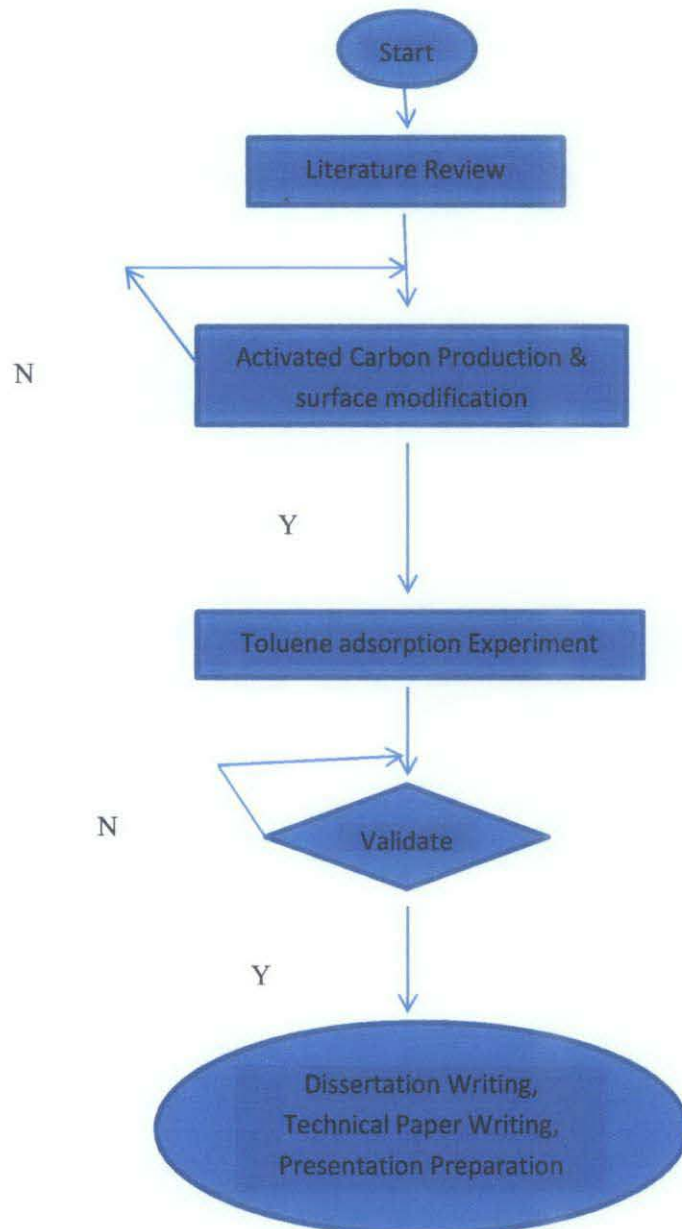 Start
Literature Review
N
Activated Carbon Production &
surface modification
Y
Toluene adsorption Experiment
N
Validate
Y
Dissertation Writing,
Technical Paper Writing,
Presentation Preparation